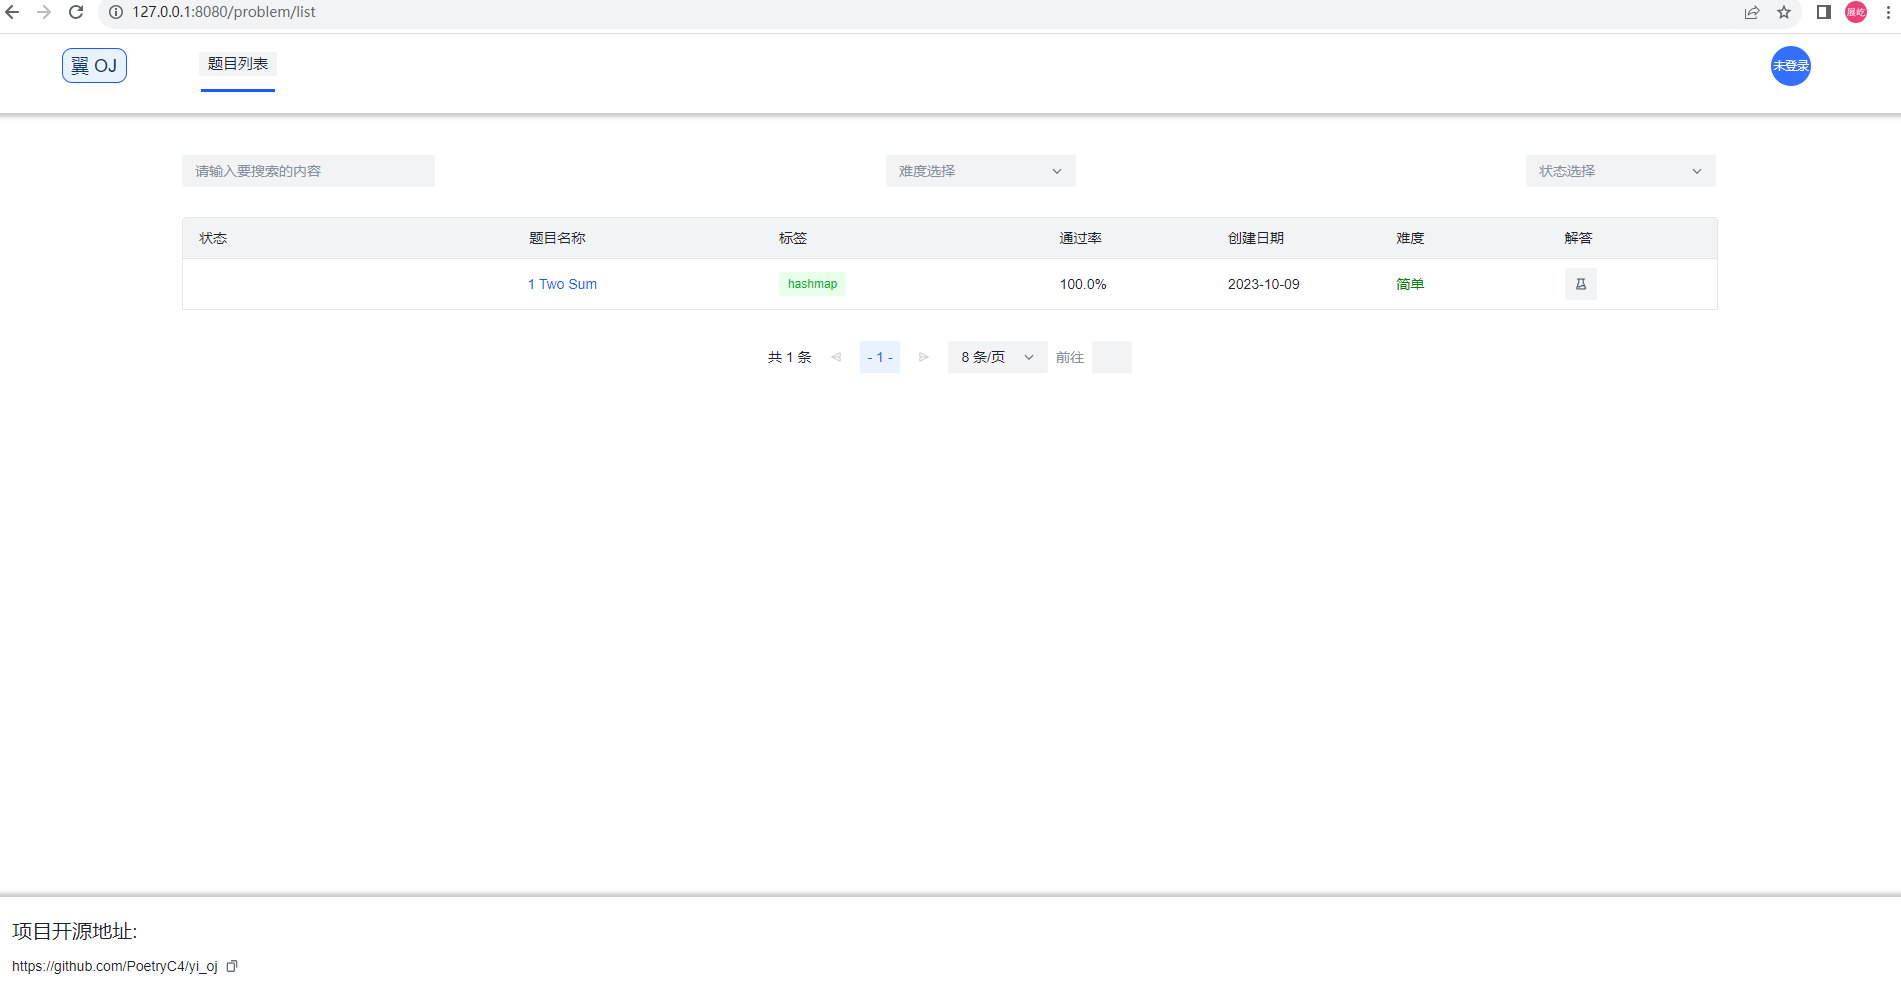 127.0.0.1:8080/problem/list
展屹
翼 OJ
题目列表
未登录
请输入要搜索的内容
难度选择
状态选择
状态 题目名称 标签 通过率 创建日期 难度 解答
1 Two Sum hashmap 100.0% 2023-10-09 简单
共 1 条 - 1 - 8 条/页 前往
项目开源地址:
https://github.com/PoetryC4/yi_oj